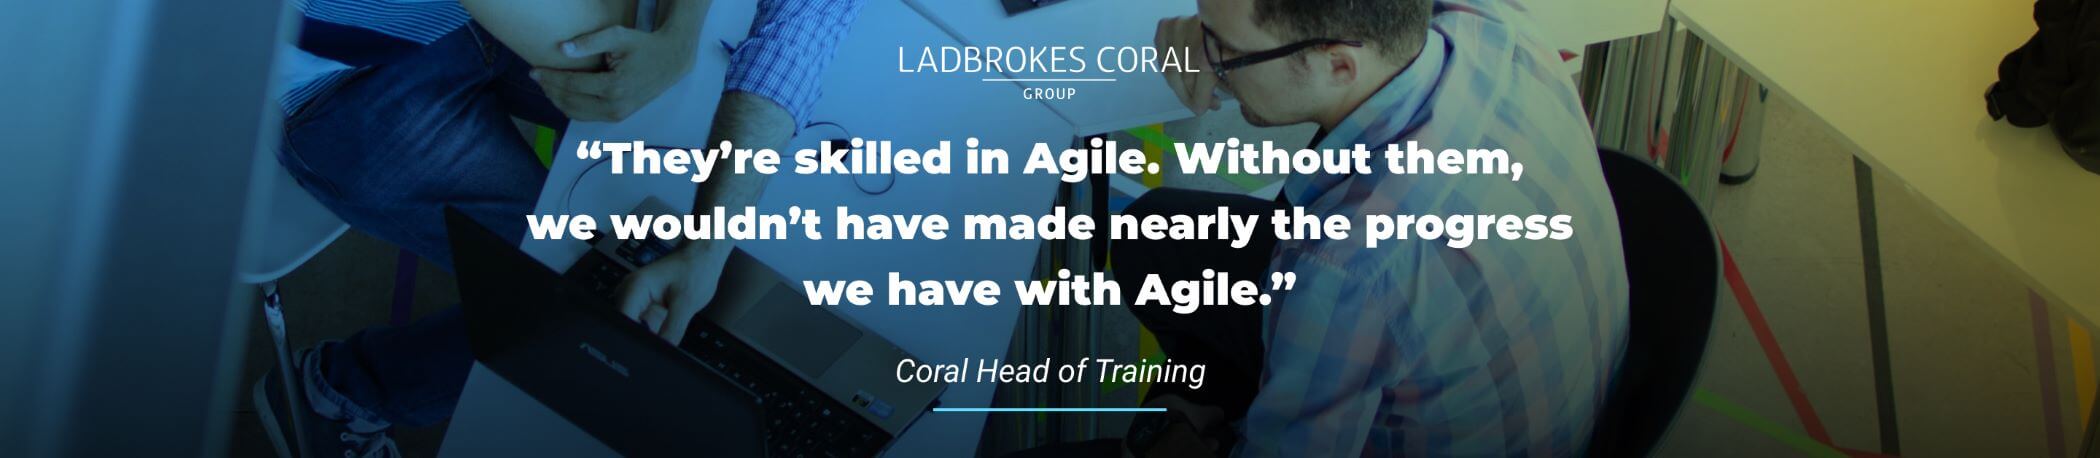 LADBROKES CORAL
GROUP
“They’re skilled in Agile. Without them,
we wouldn’t have made nearly the progress
we have with Agile.”
Coral Head of Training
ASUS